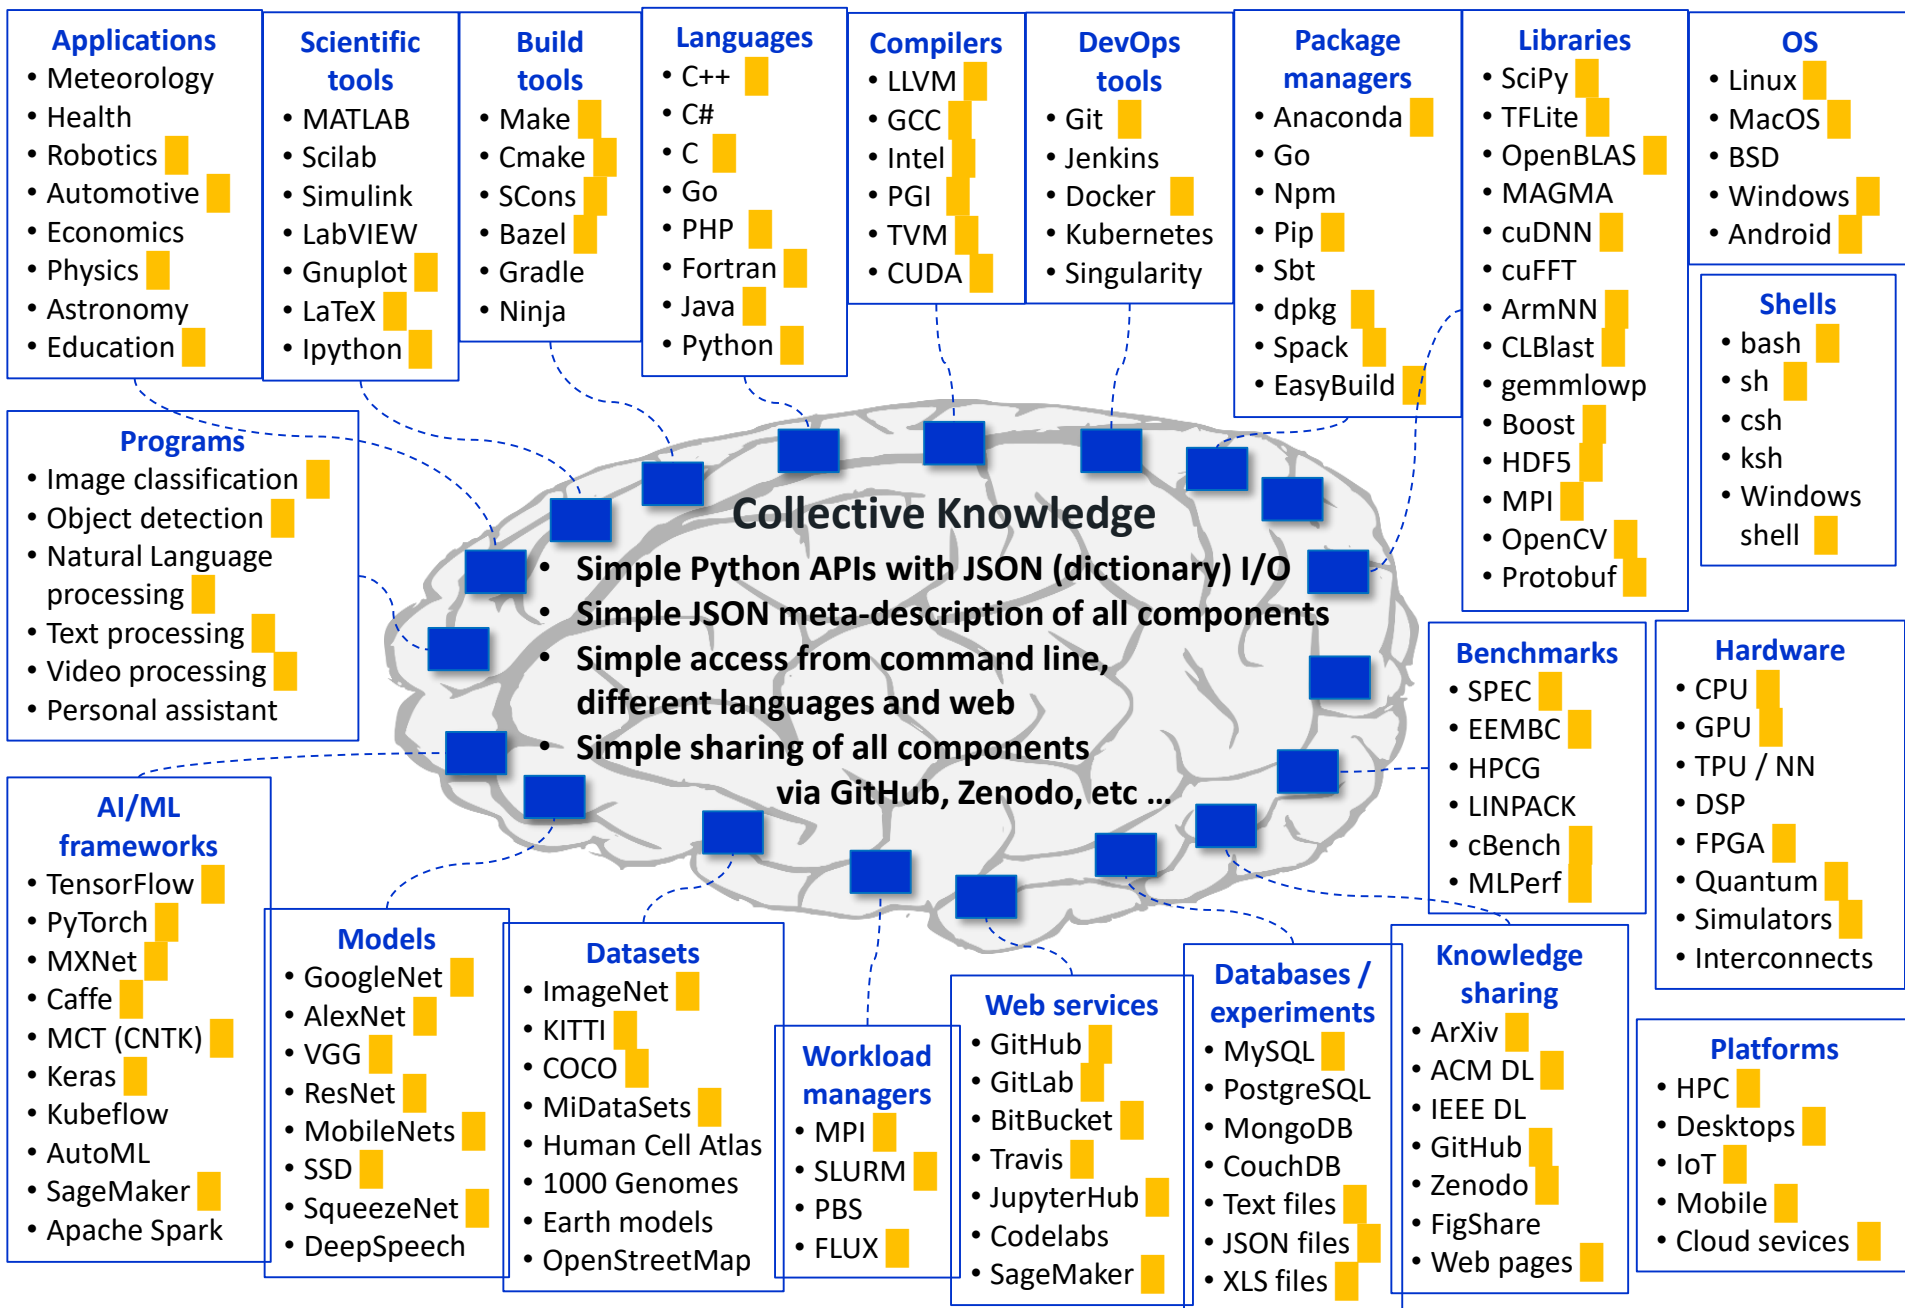 Applications
• Meteorology
• Health
• Robotics
• Automotive
• Economics
• Physics
• Astronomy
• Education
Scientific
tools
• MATLAB
• Scilab
• Simulink
• LabVIEW
• Gnuplot
• LaTeX
• Ipython
Build
tools
• Make
• Cmake
• SCons
• Bazel
• Gradle
• Ninja
Languages
• C++
• C#
• C
• Go
• PHP
• Fortran
• Java
• Python
Compilers
• LLVM
• GCC
• Intel
• PGI
• TVM
• CUDA
DevOps
tools
• Git
• Jenkins
• Docker
• Kubernetes
• Singularity
Package
managers
• Anaconda
• Go
• Npm
• Pip
• Sbt
• dpkg
• Spack
• EasyBuild
Libraries
• SciPy
• TFLite
• OpenBLAS
• MAGMA
• cuDNN
• cuFFT
• ArmNN
• CLBlast
• gemmlowp
• Boost
• HDF5
• MPI
• OpenCV
• Protobuf
OS
• Linux
• MacOS
• BSD
• Windows
• Android
Shells
• bash
• sh
• csh
• ksh
• Windows
shell
Programs
• Image classification
• Object detection
• Natural Language
processing
• Text processing
• Video processing
• Personal assistant
Collective Knowledge
• Simple Python APIs with JSON (dictionary) I/O
• Simple JSON meta-description of all components
• Simple access from command line,
different languages and web
• Simple sharing of all components
via GitHub, Zenodo, etc ...
Benchmarks
• SPEC
• EEMBC
• HPCG
• LINPACK
• cBench
• MLPerf
Hardware
• CPU
• GPU
• TPU / NN
• DSP
• FPGA
• Quantum
• Simulators
• Interconnects
AI/ML
frameworks
• TensorFlow
• PyTorch
• MXNet
• Caffe
• MCT (CNTK)
• Keras
• Kubeflow
• AutoML
• SageMaker
• Apache Spark
Models
• GoogleNet
• AlexNet
• VGG
• ResNet
• MobileNets
• SSD
• SqueezeNet
• DeepSpeech
Datasets
• ImageNet
• KITTI
• COCO
• MiDataSets
• Human Cell Atlas
• 1000 Genomes
• Earth models
• OpenStreetMap
Workload
managers
• MPI
• SLURM
• PBS
• FLUX
Web services
• GitHub
• GitLab
• BitBucket
• Travis
• JupyterHub
• Codelabs
• SageMaker
Databases /
experiments
• MySQL
• PostgreSQL
• MongoDB
• CouchDB
• Text files
• JSON files
• XLS files
Knowledge
sharing
• ArXiv
• ACM DL
• IEEE DL
• GitHub
• Zenodo
• FigShare
• Web pages
Platforms
• HPC
• Desktops
• IoT
• Mobile
• Cloud sevices